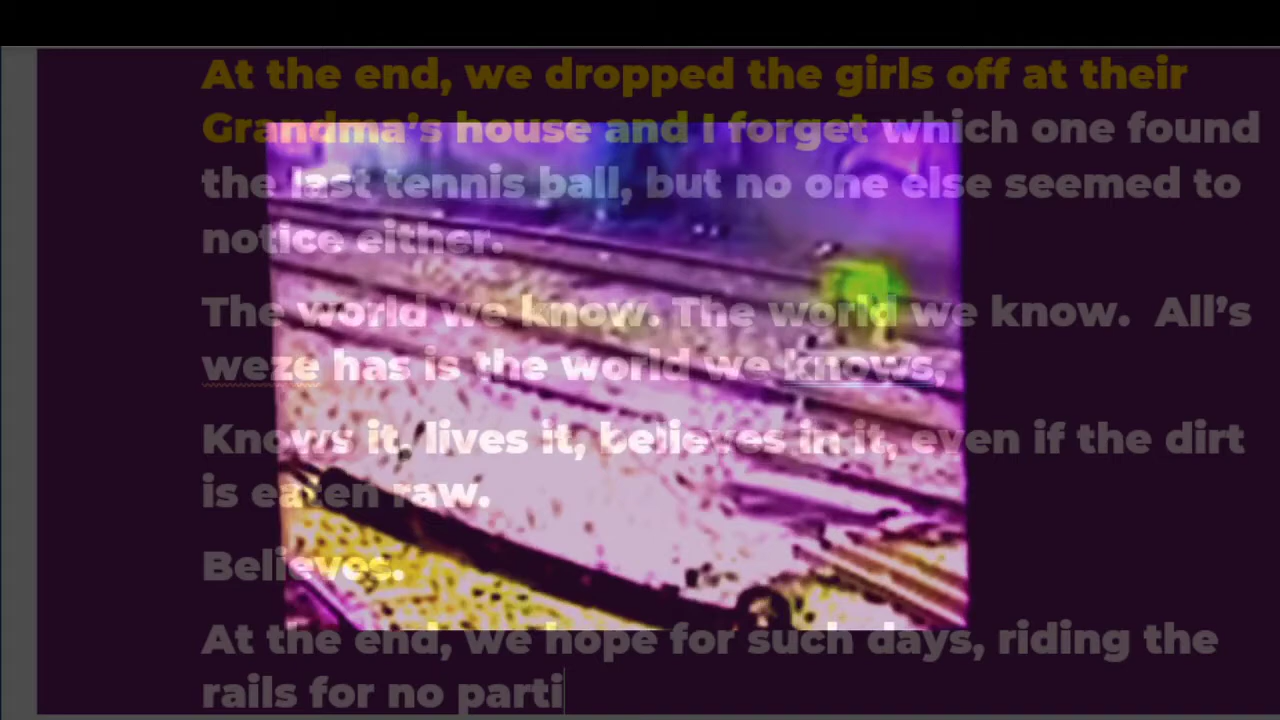 At the end, we dropped the girls off at their
Grandma's house and I forget which one found
the last tennis ball, but no one else seemed to
notice either.
The world we know. The world we know.  All's
weze has is the world we knows,
Knows it, lives it, believes in it, even if the dirt
is eaten raw.
Believes.
At the end, we hope for such days, riding the
rails for no parti